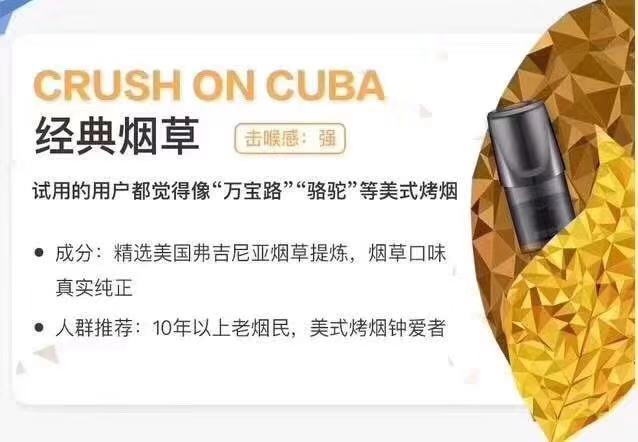 CRUSH ON CUBA
经典烟草 击喉感：强
试用的用户都觉得像“万宝路”“骆驼”等美式烤烟
● 成分：精选美国弗吉尼亚烟草提炼，烟草口味
真实纯正
● 人群推荐：10年以上老烟民，美式烤烟钟爱者